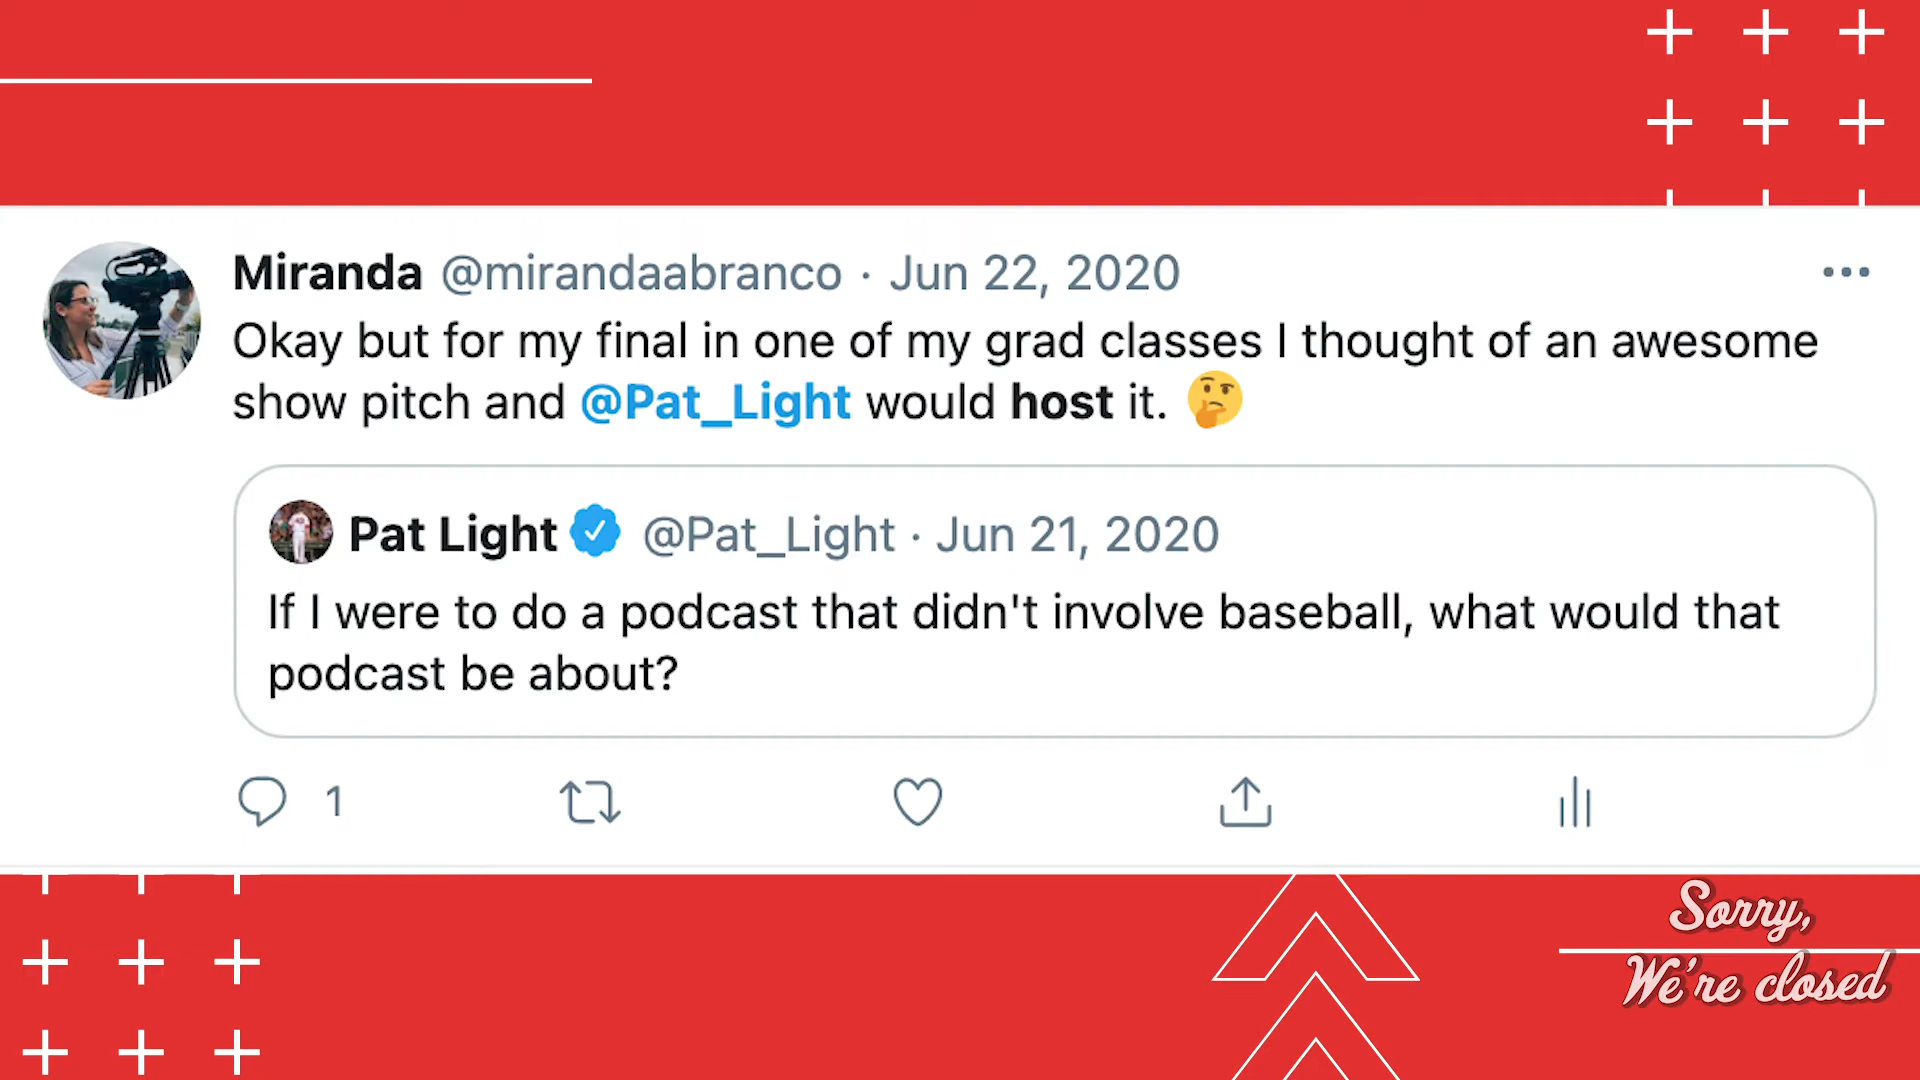 Miranda @mirandaabranco · Jun 22, 2020
Okay but for my final in one of my grad classes I thought of an awesome
show pitch and @Pat_Light would host it. 🤔
Pat Light @Pat_Light · Jun 21, 2020
If I were to do a podcast that didn't involve baseball, what would that
podcast be about?
1
Sorry,
We're closed